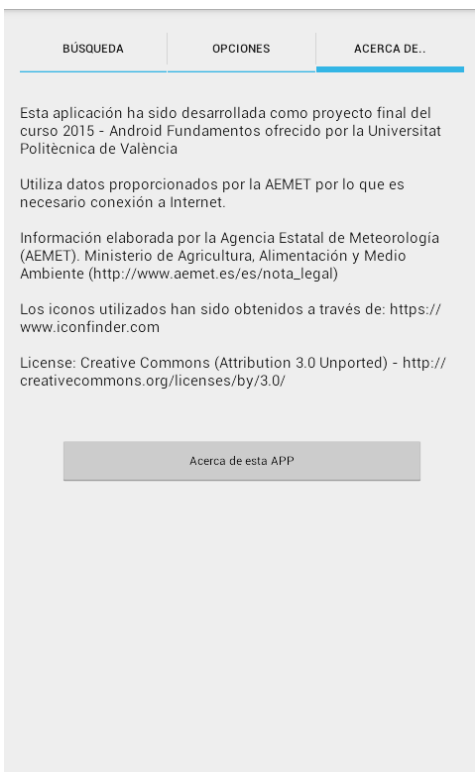 BÚSQUEDA
OPCIONES
ACERCA DE..
Esta aplicación ha sido desarrollada como proyecto final del
curso 2015 - Android Fundamentos ofrecido por la Universitat
Politècnica de València
Utiliza datos proporcionados por la AEMET por lo que es
necesario conexión a Internet.
Información elaborada por la Agencia Estatal de Meteorología
(AEMET). Ministerio de Agricultura, Alimentación y Medio
Ambiente (http://www.aemet.es/es/nota_legal)
Los iconos utilizados han sido obtenidos a través de: https://
www.iconfinder.com
License: Creative Commons (Attribution 3.0 Unported) - http://
creativecommons.org/licenses/by/3.0/
Acerca de esta APP